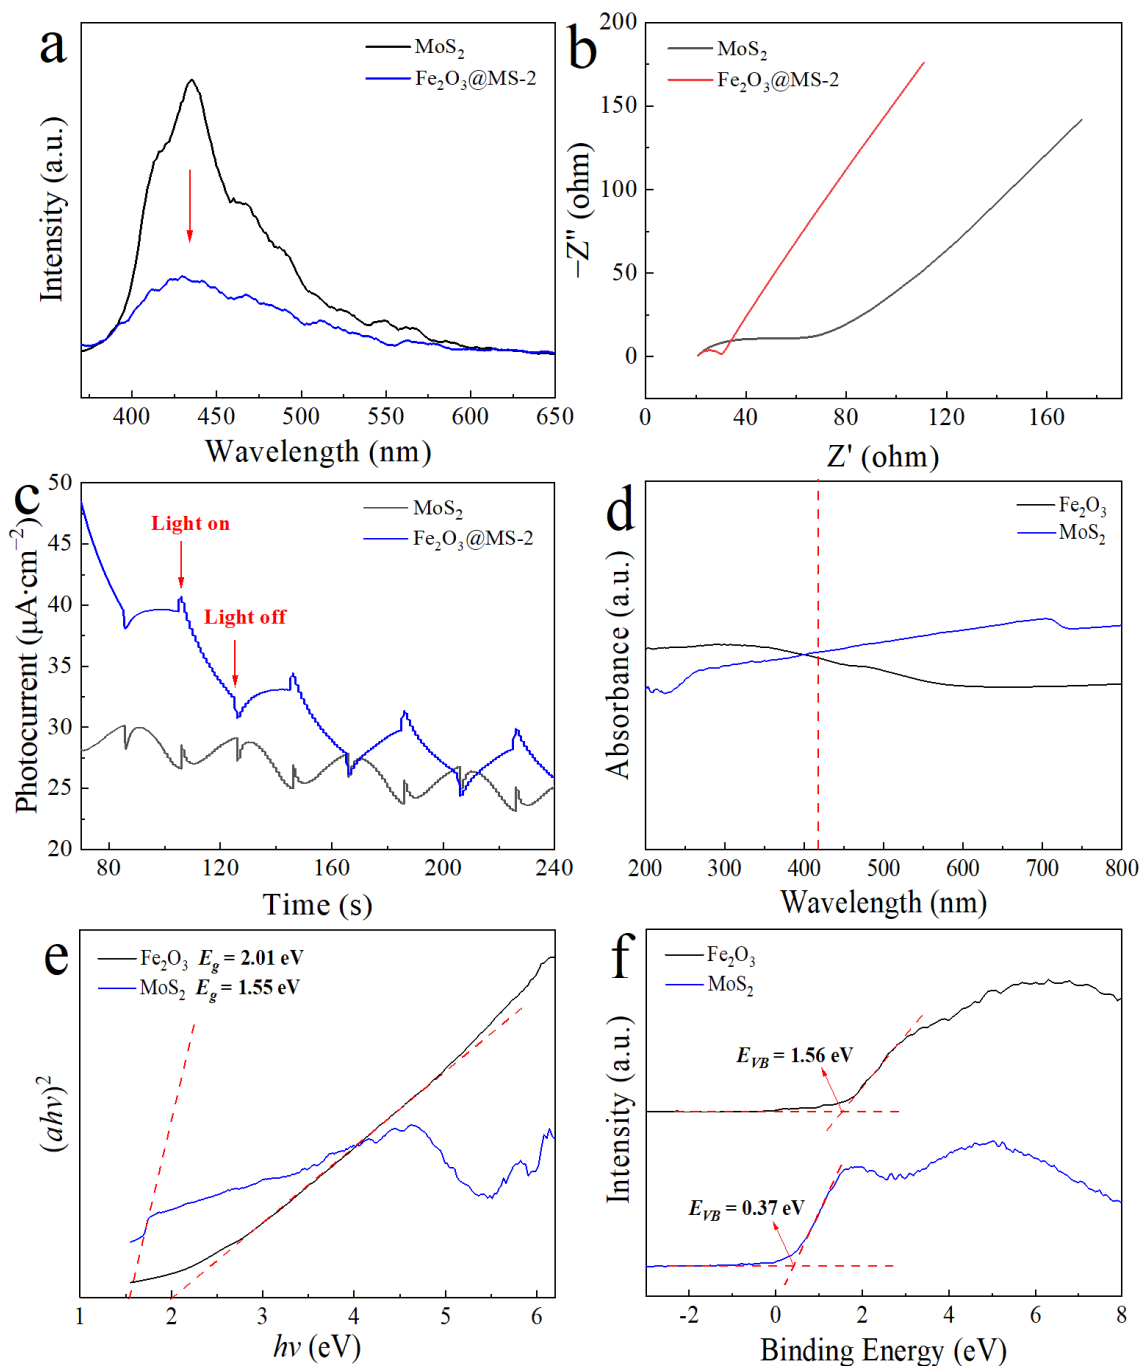 a
MoS₂
Fe₂O₃@MS-2
Intensity (a.u.)
400 450 500 550 600 650
Wavelength (nm)
b
MoS₂
Fe₂O₃@MS-2
200
150
100
50
0
−Z" (ohm)
0 40 80 120 160
Z' (ohm)
c
MoS₂
Fe₂O₃@MS-2
Light on
Light off
50
45
40
35
30
25
20
Photocurrent (μA·cm⁻²)
80 120 160 200 240
Time (s)
d
Fe₂O₃
MoS₂
Absorbance (a.u.)
200 300 400 500 600 700 800
Wavelength (nm)
e
Fe₂O₃ E_g = 2.01 eV
MoS₂ E_g = 1.55 eV
(ahν)²
1 2 3 4 5 6
hν (eV)
f
Fe₂O₃
MoS₂
E_VB = 1.56 eV
E_VB = 0.37 eV
Intensity (a.u.)
-2 0 2 4 6 8
Binding Energy (eV)